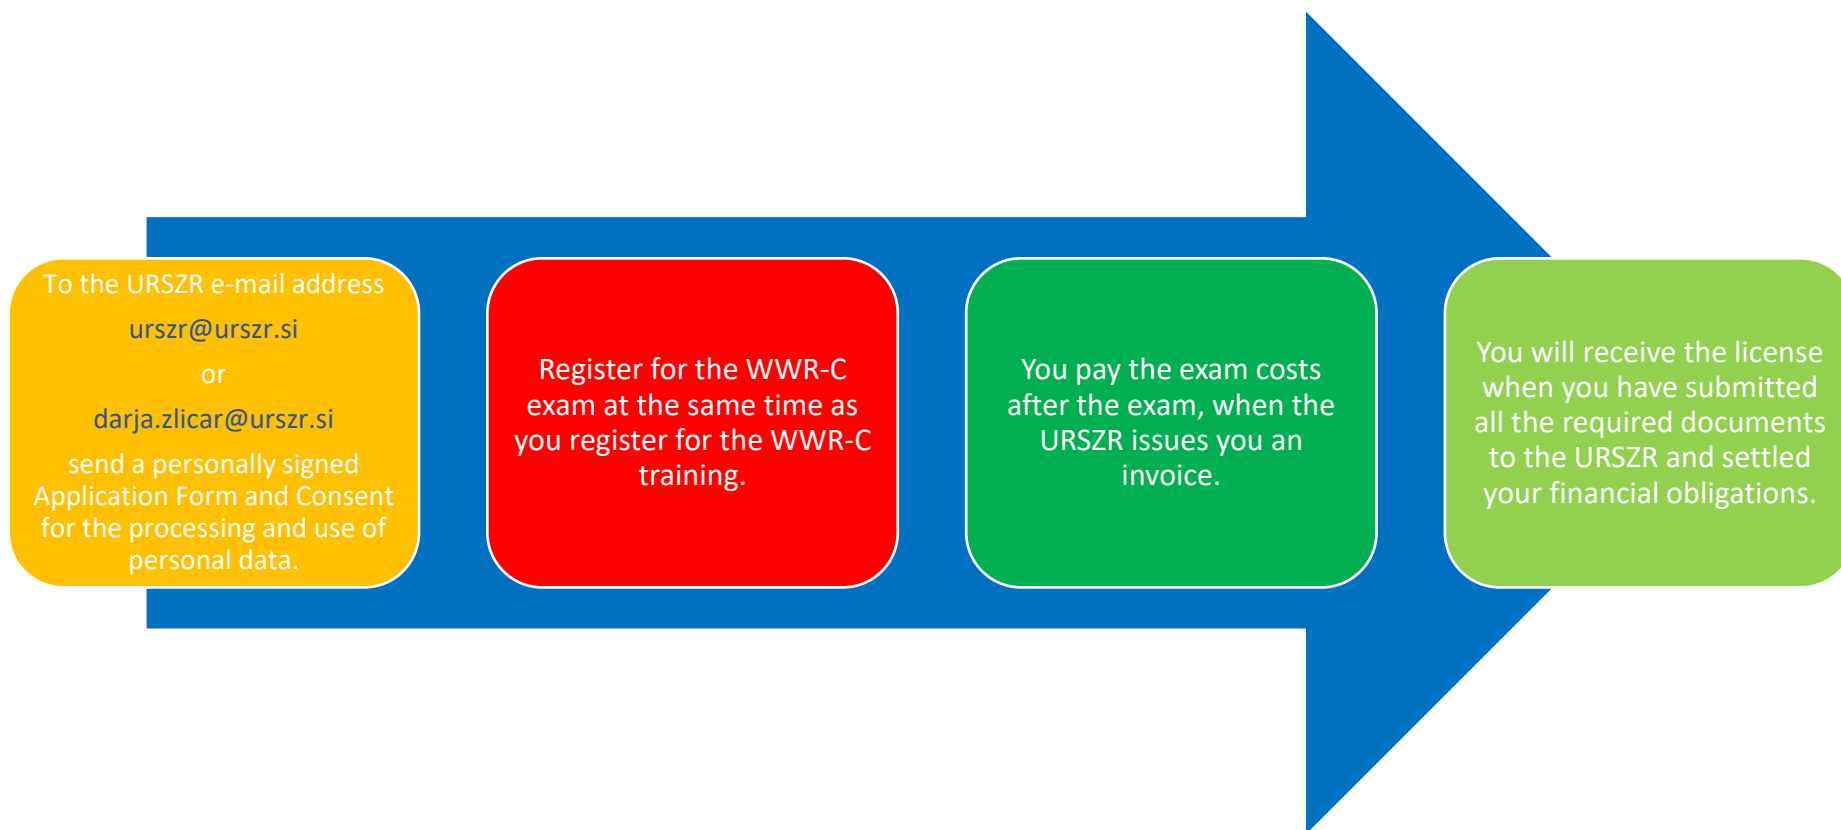 To the URSZR e-mail address
urszr@urszr.si
or
darja.zlicar@urszr.si
send a personally signed
Application Form and Consent
for the processing and use of
personal data.
Register for the WWR-C
exam at the same time as
you register for the WWR-C
training.
You pay the exam costs
after the exam, when the
URSZR issues you an
invoice.
You will receive the license
when you have submitted
all the required documents
to the URSZR and settled
your financial obligations.